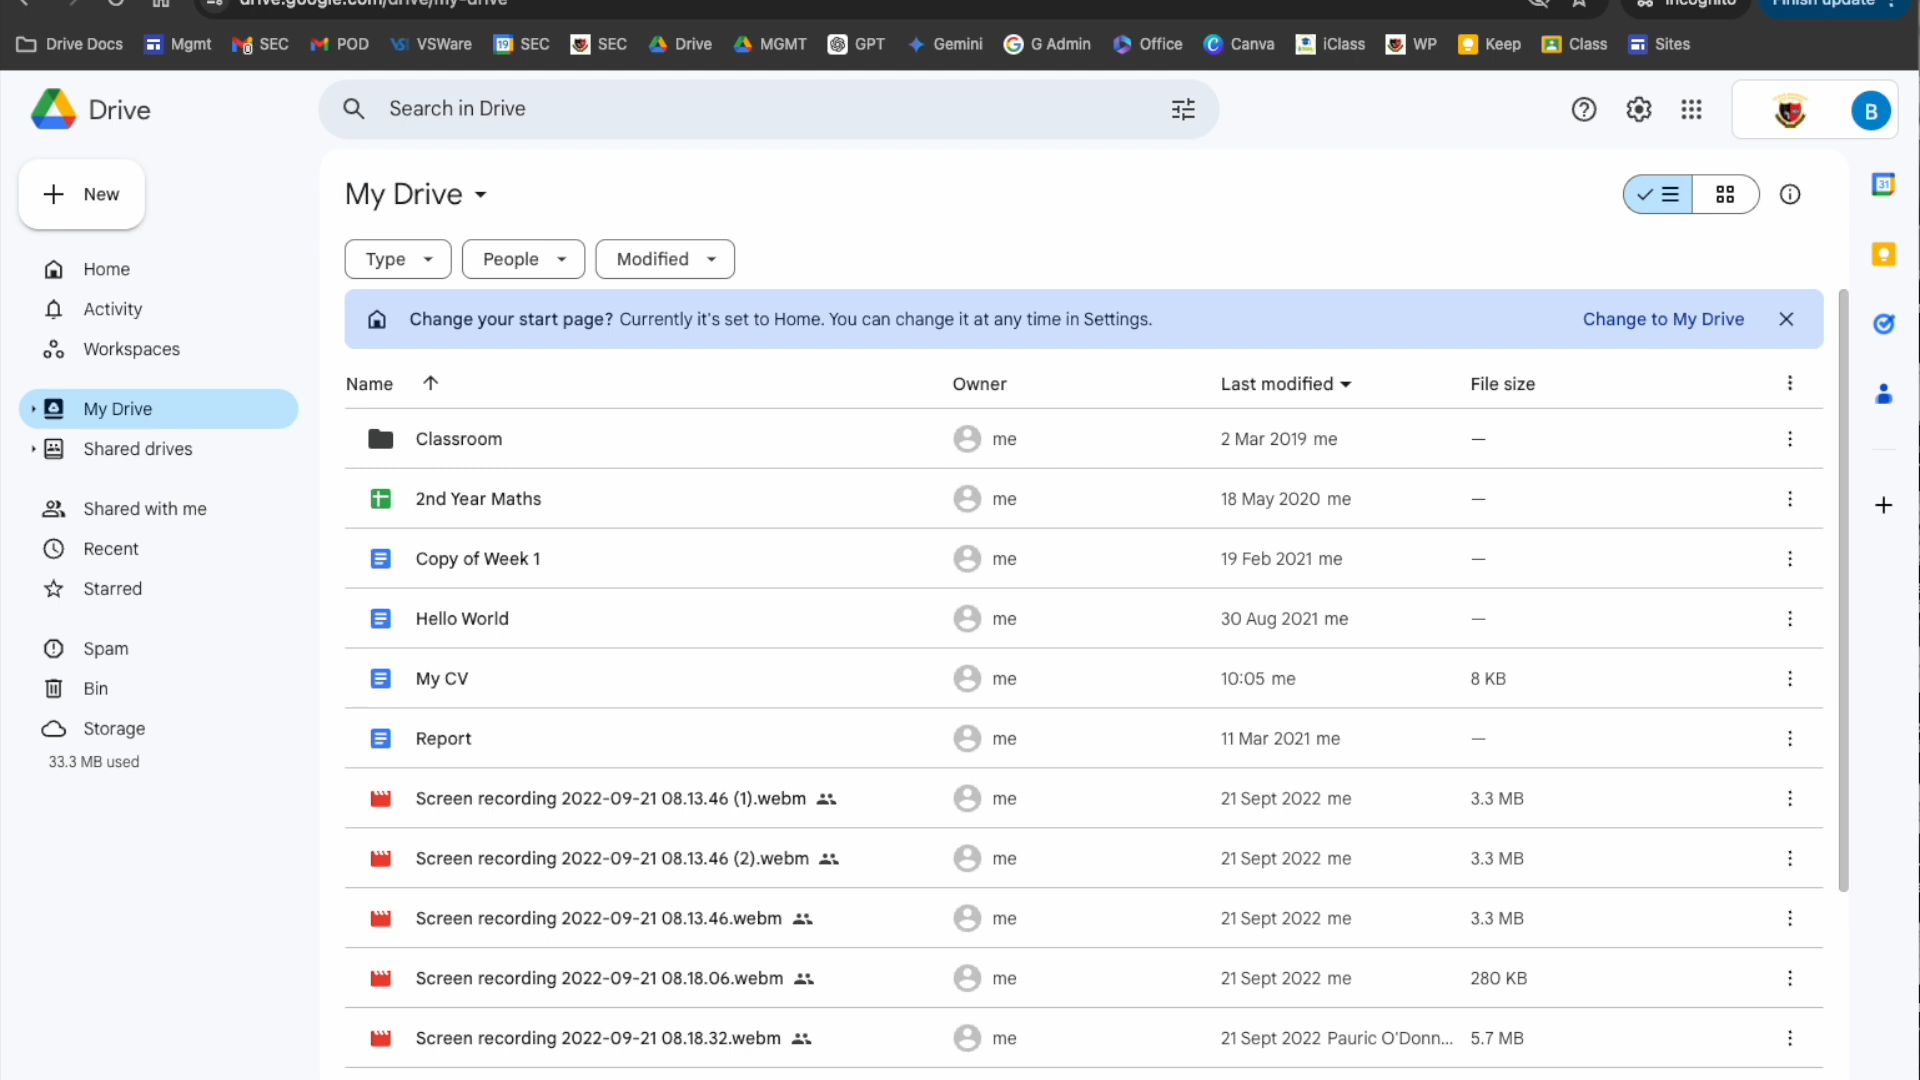 drive.google.com/drive/my-drive
Incognito
Finish update
Drive Docs Mgmt SEC POD VSWare SEC SEC Drive MGMT GPT Gemini G Admin Office Canva iClass WP Keep Class Sites
Drive
Search in Drive
B
New
My Drive
Home
Activity
Workspaces
My Drive
Shared drives
Shared with me
Recent
Starred
Spam
Bin
Storage
33.3 MB used
Type People Modified
Change your start page? Currently it's set to Home. You can change it at any time in Settings. Change to My Drive
Name Owner Last modified File size
Classroom me 2 Mar 2019 me —
2nd Year Maths me 18 May 2020 me —
Copy of Week 1 me 19 Feb 2021 me —
Hello World me 30 Aug 2021 me —
My CV me 10:05 me 8 KB
Report me 11 Mar 2021 me —
Screen recording 2022-09-21 08.13.46 (1).webm me 21 Sept 2022 me 3.3 MB
Screen recording 2022-09-21 08.13.46 (2).webm me 21 Sept 2022 me 3.3 MB
Screen recording 2022-09-21 08.13.46.webm me 21 Sept 2022 me 3.3 MB
Screen recording 2022-09-21 08.18.06.webm me 21 Sept 2022 me 280 KB
Screen recording 2022-09-21 08.18.32.webm me 21 Sept 2022 Pauric O'Donn... 5.7 MB